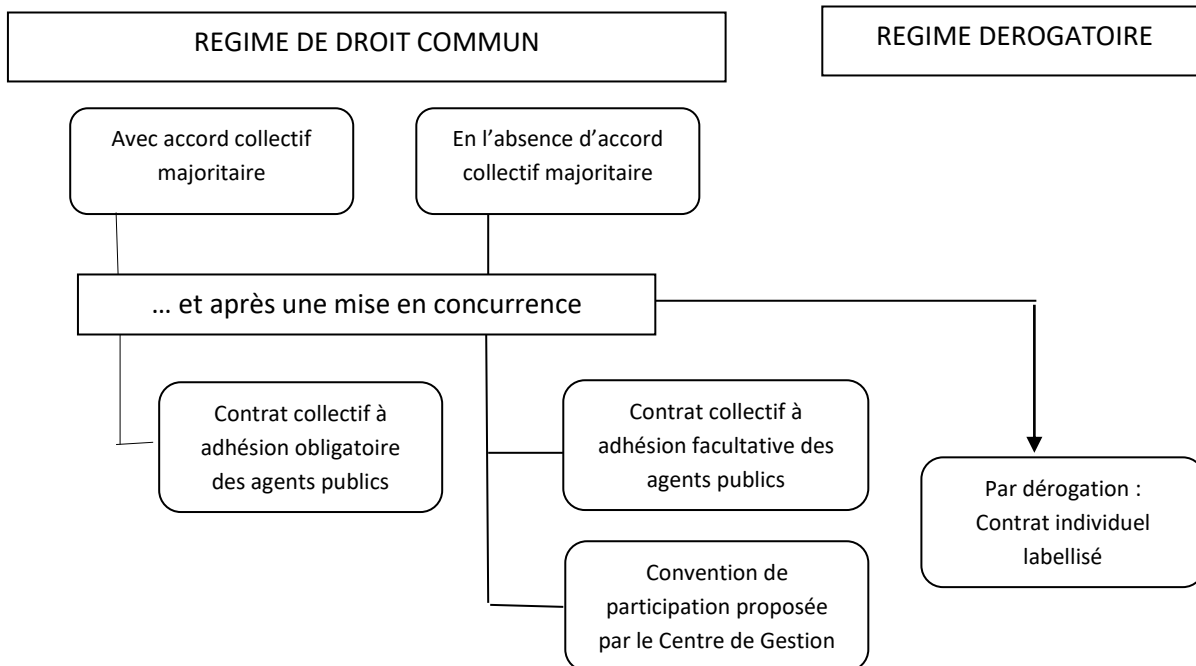 REGIME DE DROIT COMMUN
REGIME DEROGATOIRE
Avec accord collectif
majoritaire
En l’absence d’accord
collectif majoritaire
... et après une mise en concurrence
Contrat collectif à
adhésion obligatoire
des agents publics
Contrat collectif à
adhésion facultative des
agents publics
Par dérogation :
Contrat individuel
labellisé
Convention de
participation proposée
par le Centre de Gestion